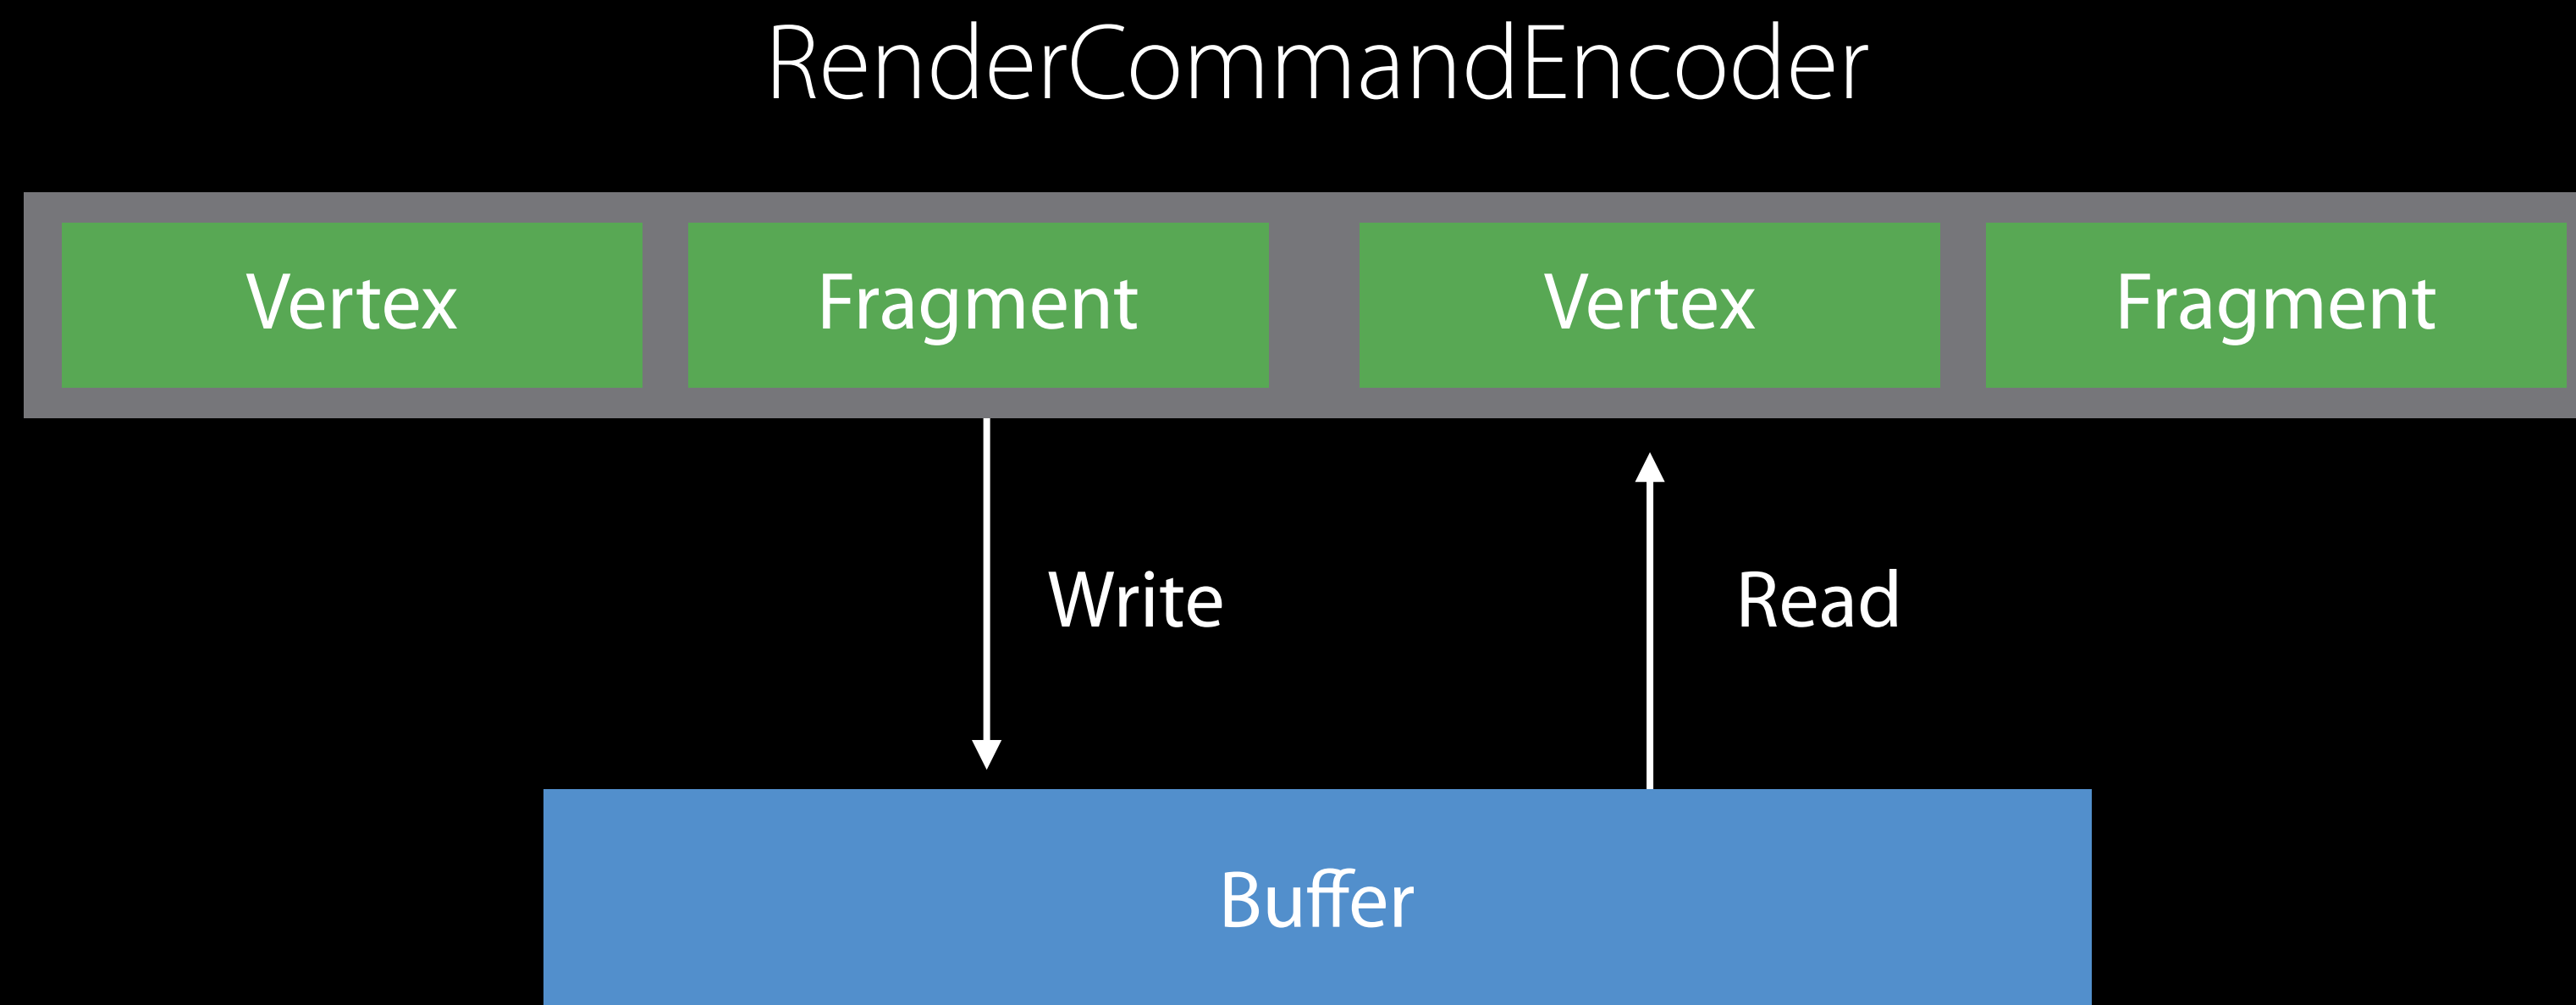 RenderCommandEncoder
Vertex
Fragment
Vertex
Fragment
Write
Read
Buffer